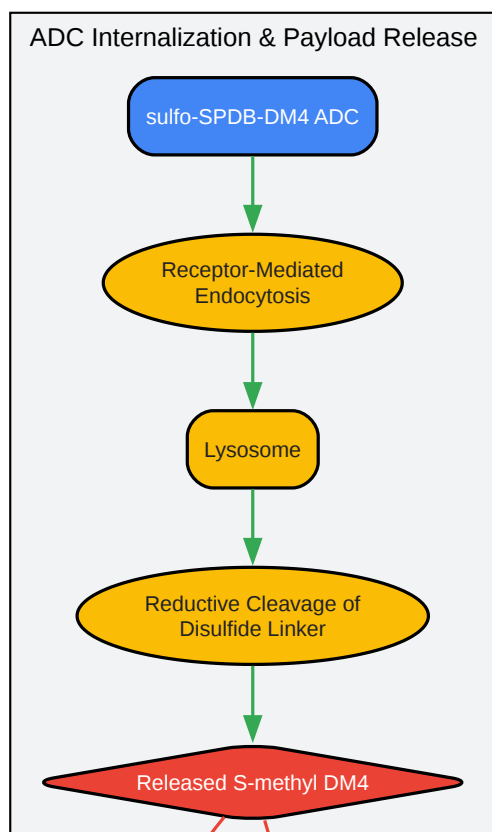 ADC Internalization & Payload Release
sulfo-SPDB-DM4 ADC
Receptor-Mediated
Endocytosis
Lysosome
Reductive Cleavage of
Disulfide Linker
Released S-methyl DM4